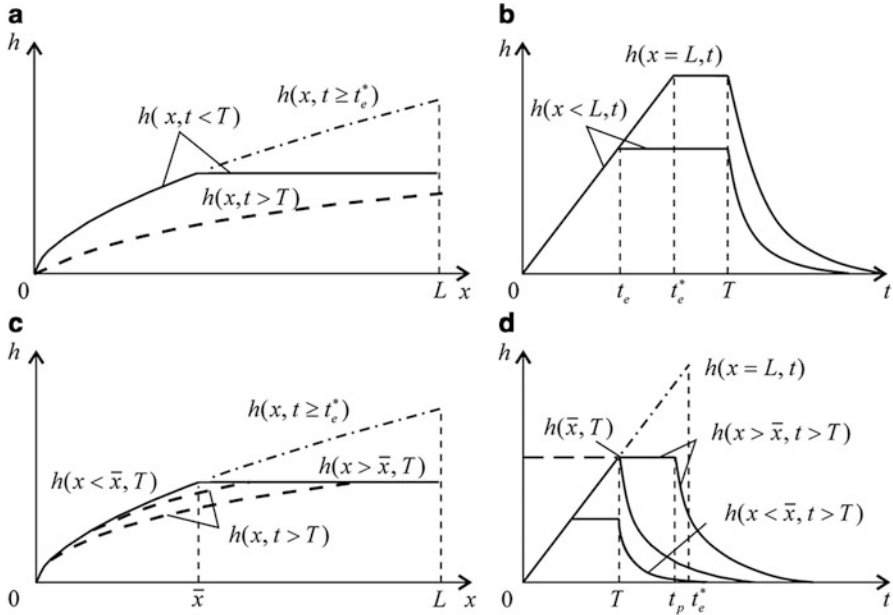 a
h
h(x, t ≥ t_e^*)
h( x,t < T)
h(x,t > T)
0
L
x
b
h
h(x = L,t)
h(x < L,t)
0
t_e
t_e^*
T
t
c
h
h(x, t ≥ t_e^*)
h(x < x̄, T)
h(x > x̄, T)
h(x, t > T)
0
x̄
L
x
d
h
h(x = L, t)
h(x̄, T)
h(x > x̄, t > T)
h(x < x̄, t > T)
0
T
t_p
t_e^*
t